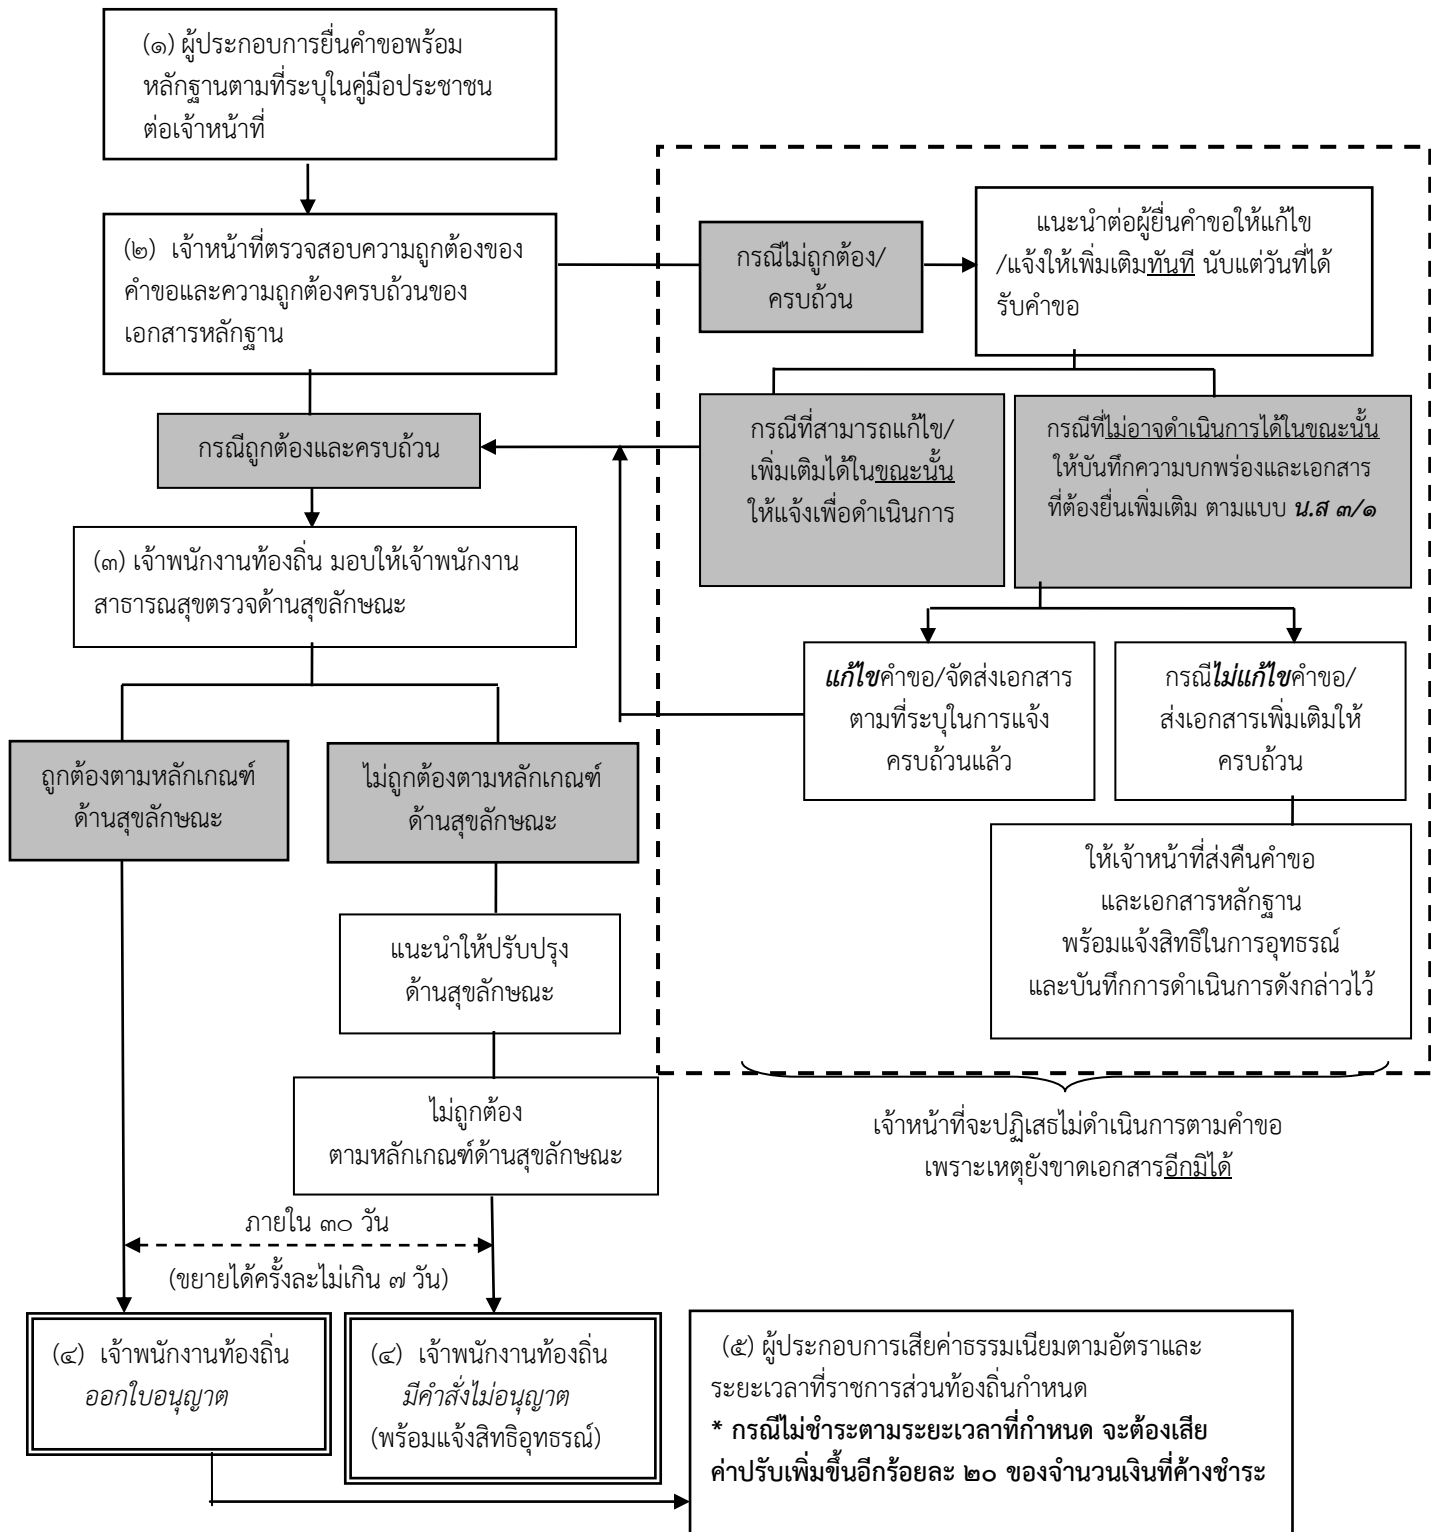 (๑) ผู้ประกอบการยื่นคำขอพร้อม
หลักฐานตามที่ระบุในคู่มือประชาชน
ต่อเจ้าหน้าที่
(๒) เจ้าหน้าที่ตรวจสอบความถูกต้องของ
คำขอและความถูกต้องครบถ้วนของ
เอกสารหลักฐาน
กรณีไม่ถูกต้อง/
ครบถ้วน
แนะนำต่อผู้ยื่นคำขอให้แก้ไข
/แจ้งให้เพิ่มเติมทันที นับแต่วันที่ได้
รับคำขอ
กรณีถูกต้องและครบถ้วน
กรณีที่สามารถแก้ไข/
เพิ่มเติมได้ในขณะนั้น
ให้แจ้งเพื่อดำเนินการ
กรณีที่ไม่อาจดำเนินการได้ในขณะนั้น
ให้บันทึกความบกพร่องและเอกสาร
ที่ต้องยื่นเพิ่มเติม ตามแบบ น.ส ๓/๑
(๓) เจ้าพนักงานท้องถิ่น มอบให้เจ้าพนักงาน
สาธารณสุขตรวจด้านสุขลักษณะ
แก้ไขคำขอ/จัดส่งเอกสาร
ตามที่ระบุในการแจ้ง
ครบถ้วนแล้ว
กรณีไม่แก้ไขคำขอ/
ส่งเอกสารเพิ่มเติมให้
ครบถ้วน
ถูกต้องตามหลักเกณฑ์
ด้านสุขลักษณะ
ไม่ถูกต้องตามหลักเกณฑ์
ด้านสุขลักษณะ
ให้เจ้าหน้าที่ส่งคืนคำขอ
และเอกสารหลักฐาน
พร้อมแจ้งสิทธิในการอุทธรณ์
และบันทึกการดำเนินการดังกล่าวไว้
แนะนำให้ปรับปรุง
ด้านสุขลักษณะ
ไม่ถูกต้อง
ตามหลักเกณฑ์ด้านสุขลักษณะ
เจ้าหน้าที่จะปฏิเสธไม่ดำเนินการตามคำขอ
เพราะเหตุยังขาดเอกสารอีกมิได้
ภายใน ๓๐ วัน
(ขยายได้ครั้งละไม่เกิน ๗ วัน)
(๔) เจ้าพนักงานท้องถิ่น
ออกใบอนุญาต
(๔) เจ้าพนักงานท้องถิ่น
มีคำสั่งไม่อนุญาต
(พร้อมแจ้งสิทธิอุทธรณ์)
(๕) ผู้ประกอบการเสียค่าธรรมเนียมตามอัตราและ
ระยะเวลาที่ราชการส่วนท้องถิ่นกำหนด
* กรณีไม่ชำระตามระยะเวลาที่กำหนด จะต้องเสีย
ค่าปรับเพิ่มขึ้นอีกร้อยละ ๒๐ ของจำนวนเงินที่ค้างชำระ